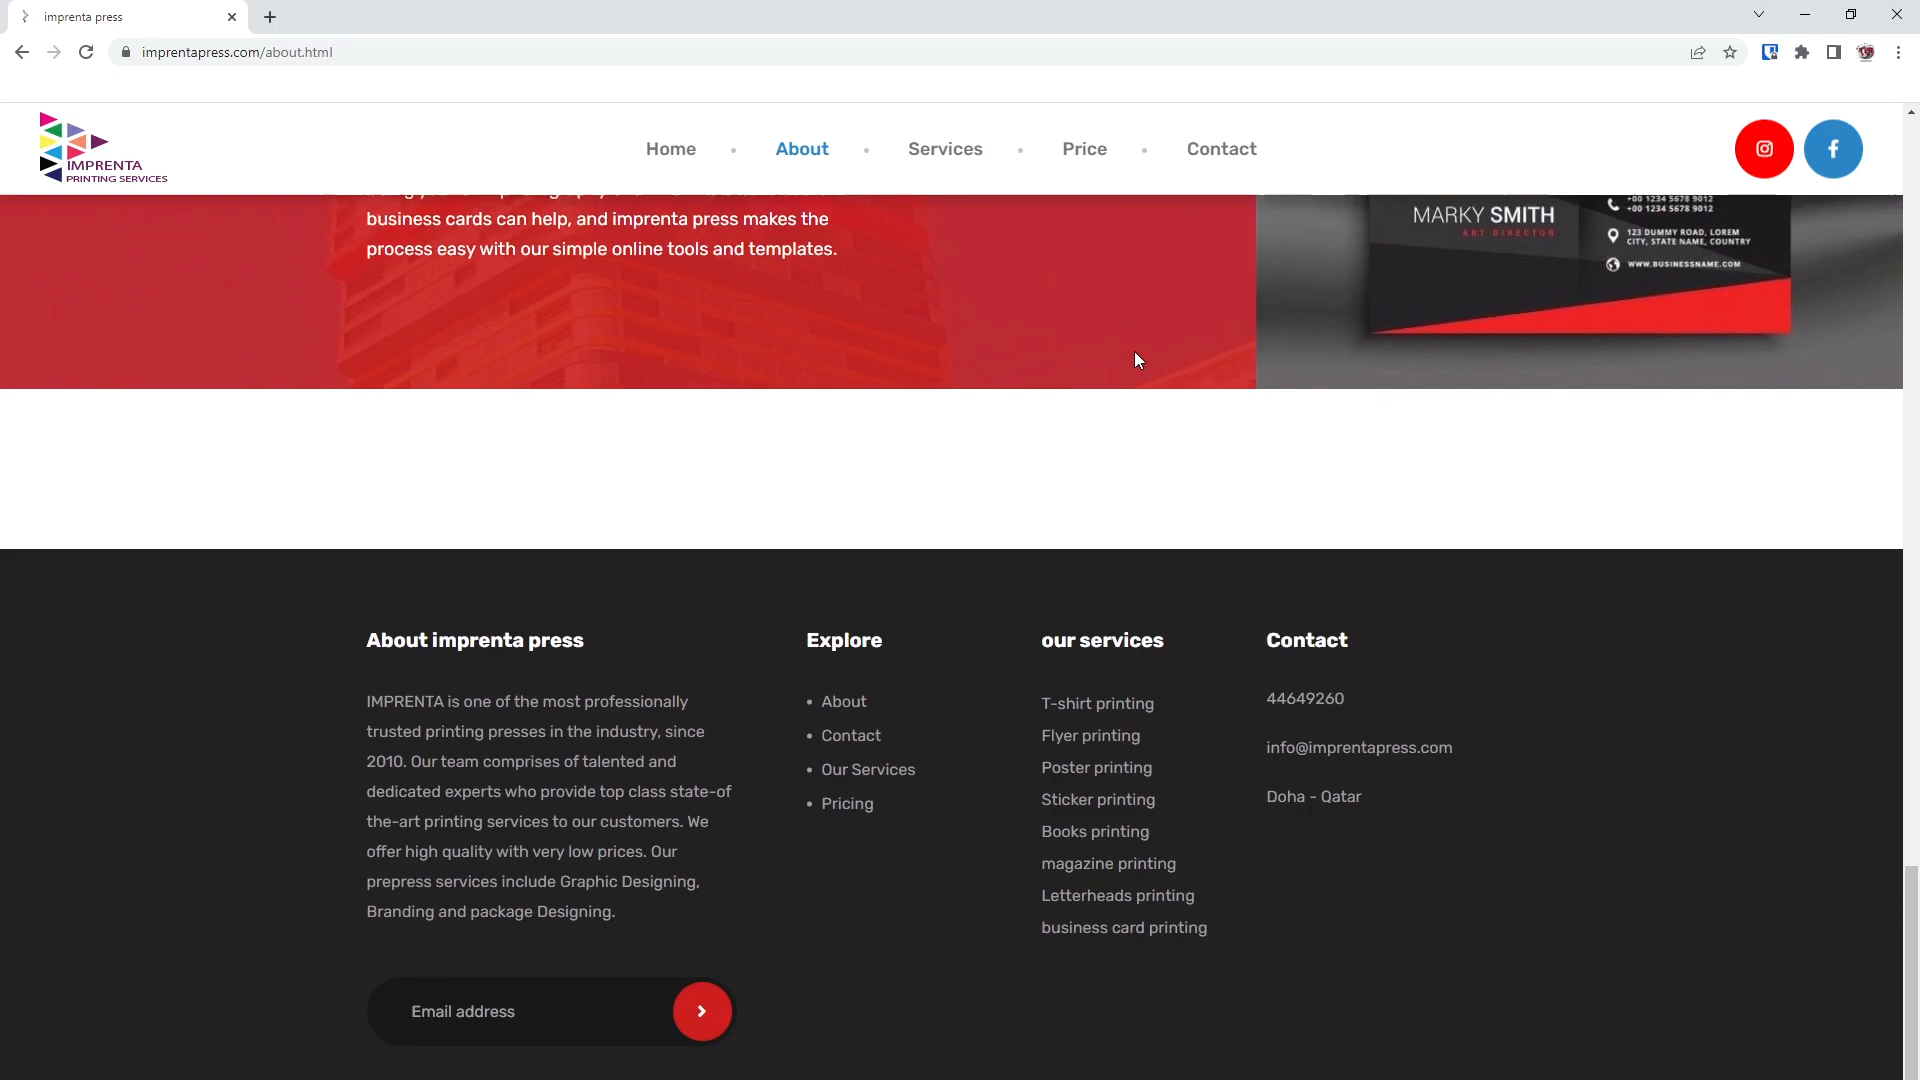 imprenta press
imprentapress.com/about.html
IMPRENTA
PRINTING SERVICES
Home
About
Services
Price
Contact
business cards can help, and imprenta press makes the
process easy with our simple online tools and templates.
MARKY SMITH
ART DIRECTOR
+00 1234 5678 9012
+00 1234 5678 9012
123 DUMMY ROAD, LOREM
CITY, STATE NAME, COUNTRY
WWW.BUSINESSNAME.COM
About imprenta press
IMPRENTA is one of the most professionally
trusted printing presses in the industry, since
2010. Our team comprises of talented and
dedicated experts who provide top class state-of
the-art printing services to our customers. We
offer high quality with very low prices. Our
prepress services include Graphic Designing,
Branding and package Designing.
Email address
Explore
• About
• Contact
• Our Services
• Pricing
our services
T-shirt printing
Flyer printing
Poster printing
Sticker printing
Books printing
magazine printing
Letterheads printing
business card printing
Contact
44649260
info@imprentapress.com
Doha - Qatar